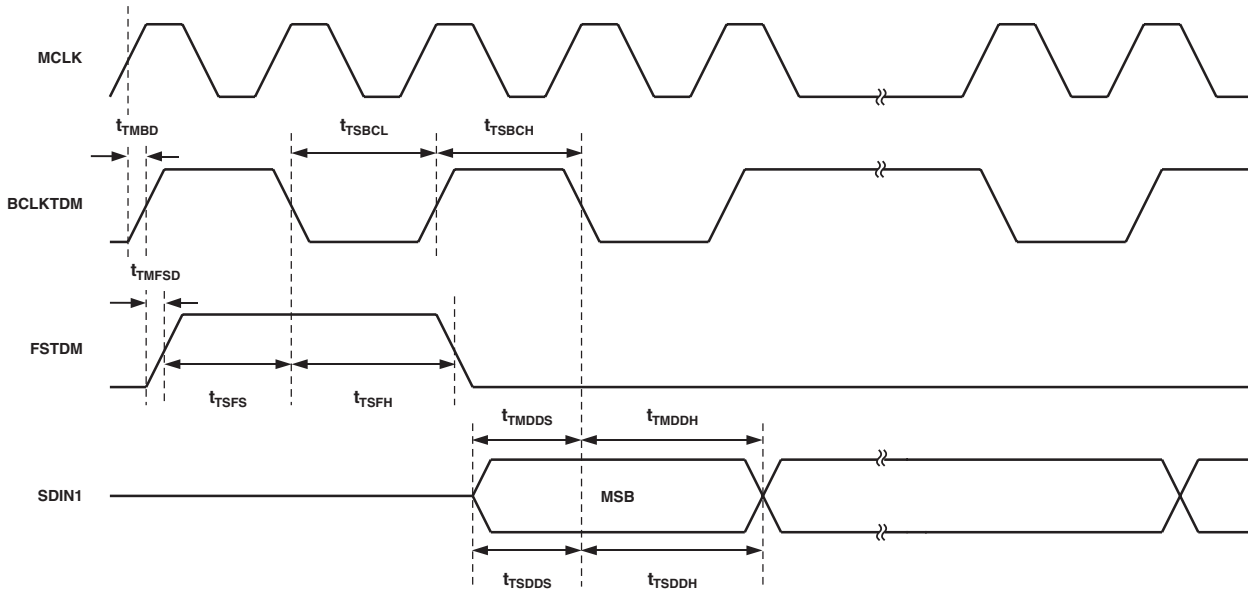 MCLK
tTMBD
tTSBCL
tTSBCH
BCLKTDM
tTMFSD
FSTDM
tTSFS
tTSFH
tTMDDS
tTMDDH
SDIN1
MSB
tTSDDS
tTSDDH